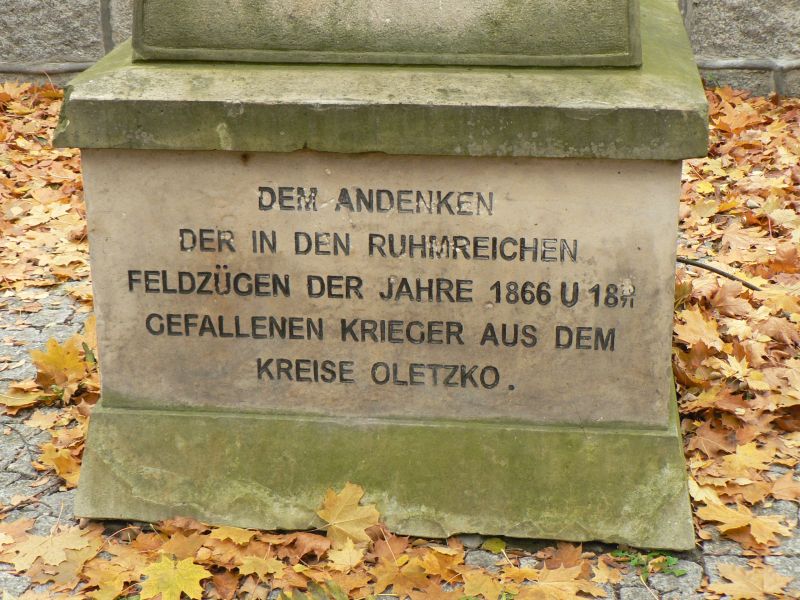 DEM ANDENKEN
DER IN DEN RUHMREICHEN
FELDZÜGEN DER JAHRE 1866 U
GEFALLENEN KRIEGER AUS DEM
KREISE OLETZKO.